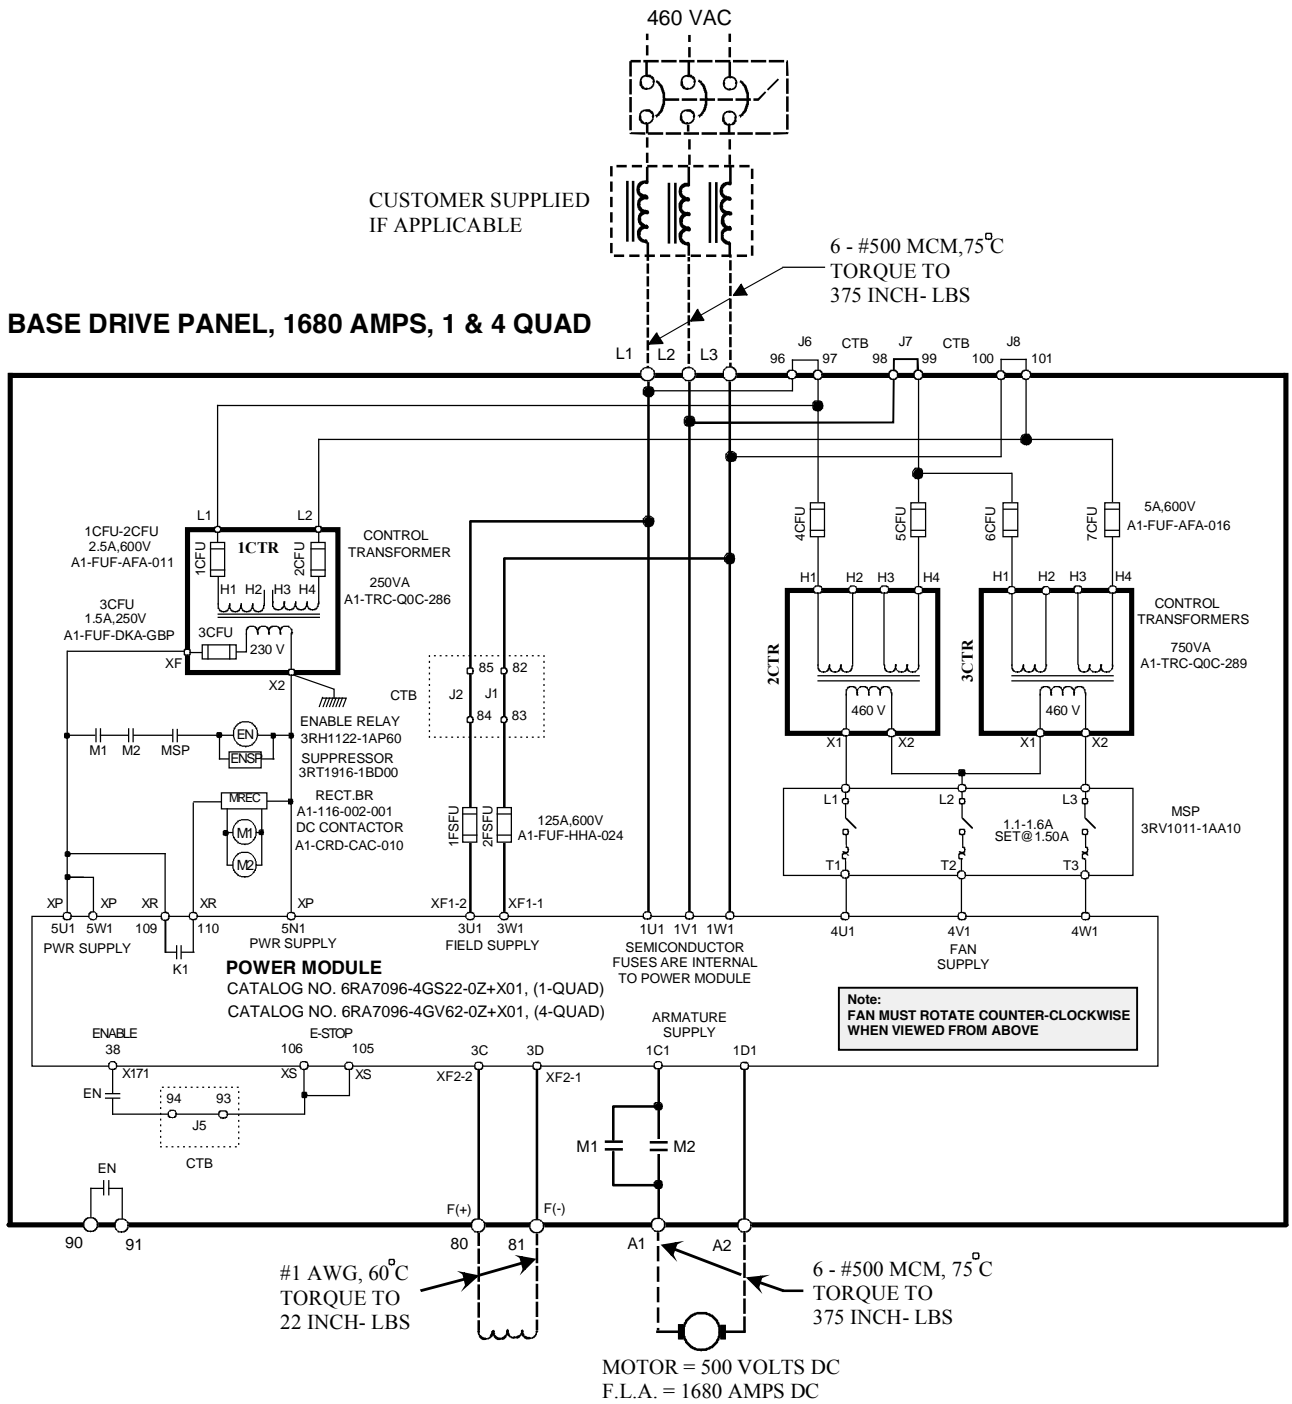 460 VAC
CUSTOMER SUPPLIED
IF APPLICABLE
6 - #500 MCM,75°C
TORQUE TO
375 INCH- LBS
BASE DRIVE PANEL, 1680 AMPS, 1 & 4 QUAD
L1 L2 L3
J6 CTB J7 CTB J8
96 97 98 99 100 101
L1 L2
1CFU-2CFU
2.5A,600V
A1-FUF-AFA-011
1CFU 1CTR 2CFU
CONTROL
TRANSFORMER
250VA
A1-TRC-Q0C-286
H1 H2 H3 H4
3CFU
1.5A,250V
A1-FUF-DKA-GBP
3CFU
230 V
XF
X2
4CFU 5CFU 6CFU 7CFU
5A,600V
A1-FUF-AFA-016
H1 H2 H3 H4 H1 H2 H3 H4
2CTR 3CTR
CONTROL
TRANSFORMERS
750VA
A1-TRC-Q0C-289
460 V 460 V
X1 X2 X1 X2
CTB
85 82
J2 J1
84 83
M1 M2 MSP
EN
ENSP
ENABLE RELAY
3RH1122-1AP60
SUPPRESSOR
3RT1916-1BD00
MREC
M1
M2
RECT.BR
A1-116-002-001
DC CONTACTOR
A1-CRD-CAC-010
1FSFU 2FSFU
125A,600V
A1-FUF-HHA-024
L1 L2 L3
1.1-1.6A
SET@1.50A
T1 T2 T3
MSP
3RV1011-1AA10
XP XP XR XR XP XF1-2 XF1-1
5U1 5W1 109 110 5N1 3U1 3W1 1U1 1V1 1W1 4U1 4V1 4W1
PWR SUPPLY
K1
PWR SUPPLY
FIELD SUPPLY
SEMICONDUCTOR
FUSES ARE INTERNAL
TO POWER MODULE
FAN
SUPPLY
POWER MODULE
CATALOG NO. 6RA7096-4GS22-0Z+X01, (1-QUAD)
CATALOG NO. 6RA7096-4GV62-0Z+X01, (4-QUAD)
Note:
FAN MUST ROTATE COUNTER-CLOCKWISE
WHEN VIEWED FROM ABOVE
ENABLE
38
E-STOP
106 105
3C 3D
ARMATURE
SUPPLY
1C1 1D1
X171 XS XS XF2-2 XF2-1
EN
94 93
J5
CTB
M1 M2
EN
90 91
F(+) F(-)
80 81
A1 A2
#1 AWG, 60°C
TORQUE TO
22 INCH- LBS
6 - #500 MCM, 75°C
TORQUE TO
375 INCH- LBS
MOTOR = 500 VOLTS DC
F.L.A. = 1680 AMPS DC